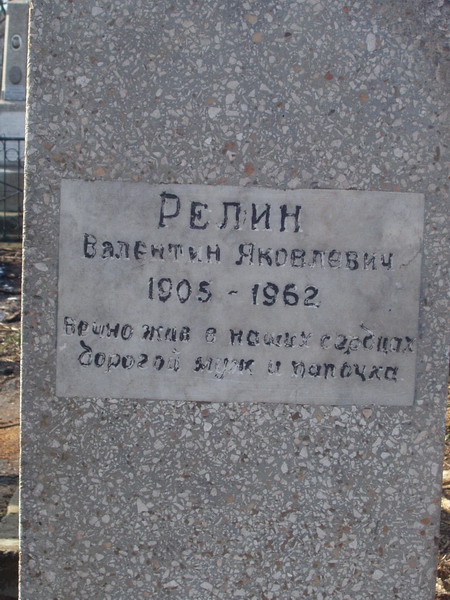 РЕЛИН
ВАЛЕНТИН ЯКОВЛЕВИЧ
1905 - 1962
вечно жив в наших сердцах
дорогой муж и папочка